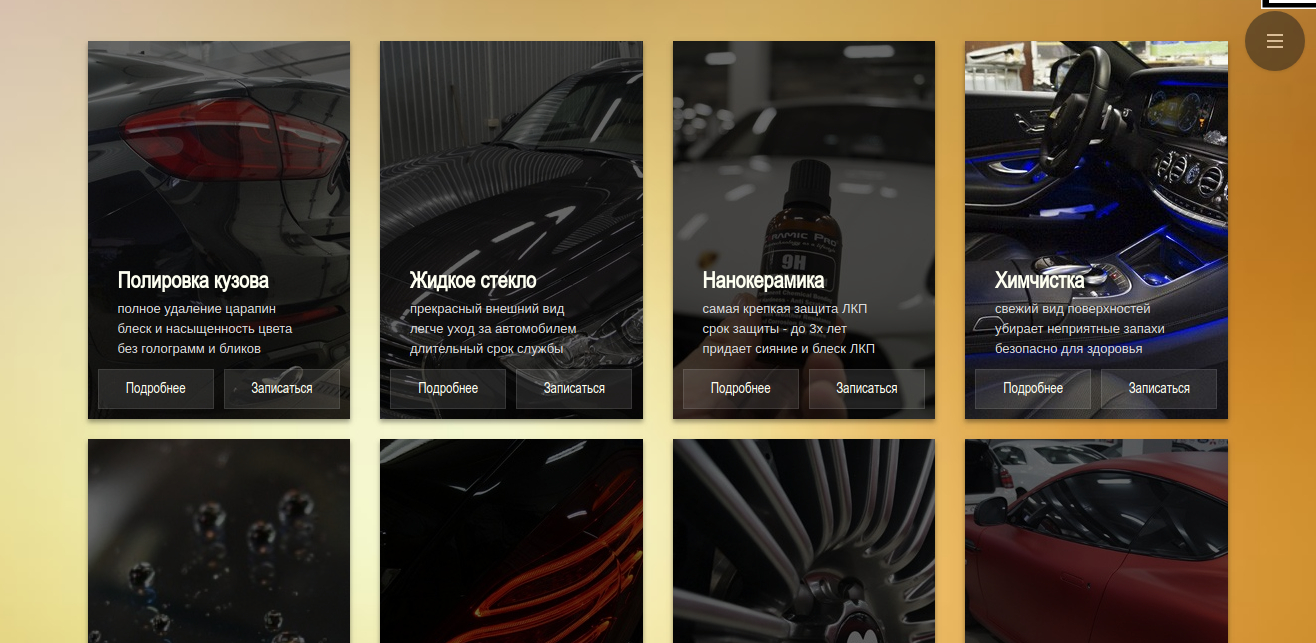 Полировка кузова
полное удаление царапин
блеск и насыщенность цвета
без голограмм и бликов
Подробнее
Записаться
Жидкое стекло
прекрасный внешний вид
легче уход за автомобилем
длительный срок службы
Подробнее
Записаться
9H
Нанокерамика
самая крепкая защита ЛКП
срок защиты - до 3х лет
придает сияние и блеск ЛКП
Подробнее
Записаться
Химчистка
свежий вид поверхностей
убирает неприятные запахи
безопасно для здоровья
Подробнее
Записаться